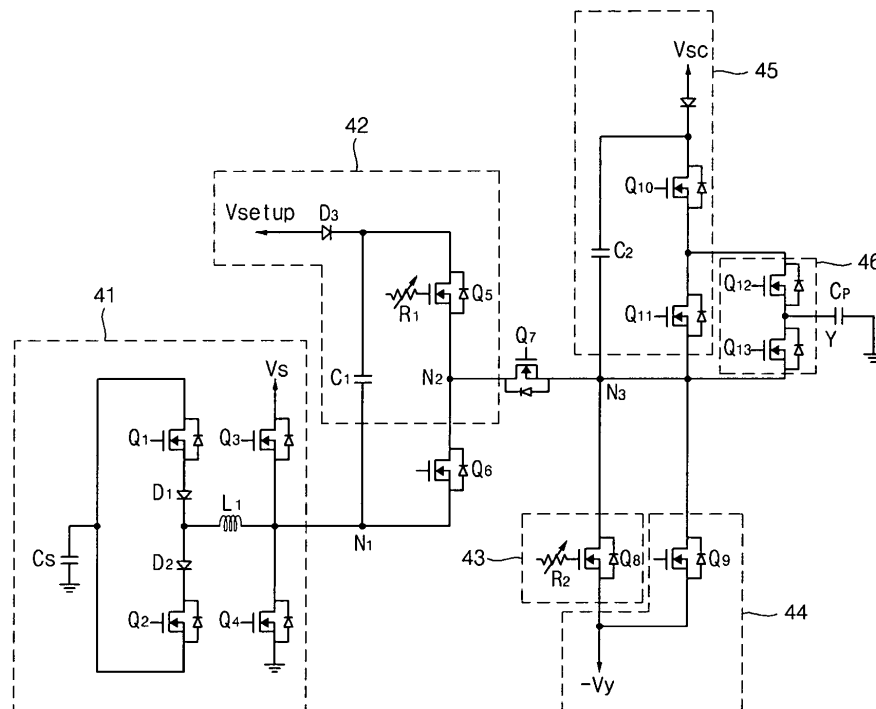 Vsc
45
42
Q10
Vsetup
D3
C2
46
Q12
CP
Q5
R1
Q11
41
Q7
Q13
Y
Vs
C1
N2
N3
Q1
Q3
Q6
D1
L1
N1
Cs
D2
43
R2
Q8
Q9
44
Q2
Q4
-Vy